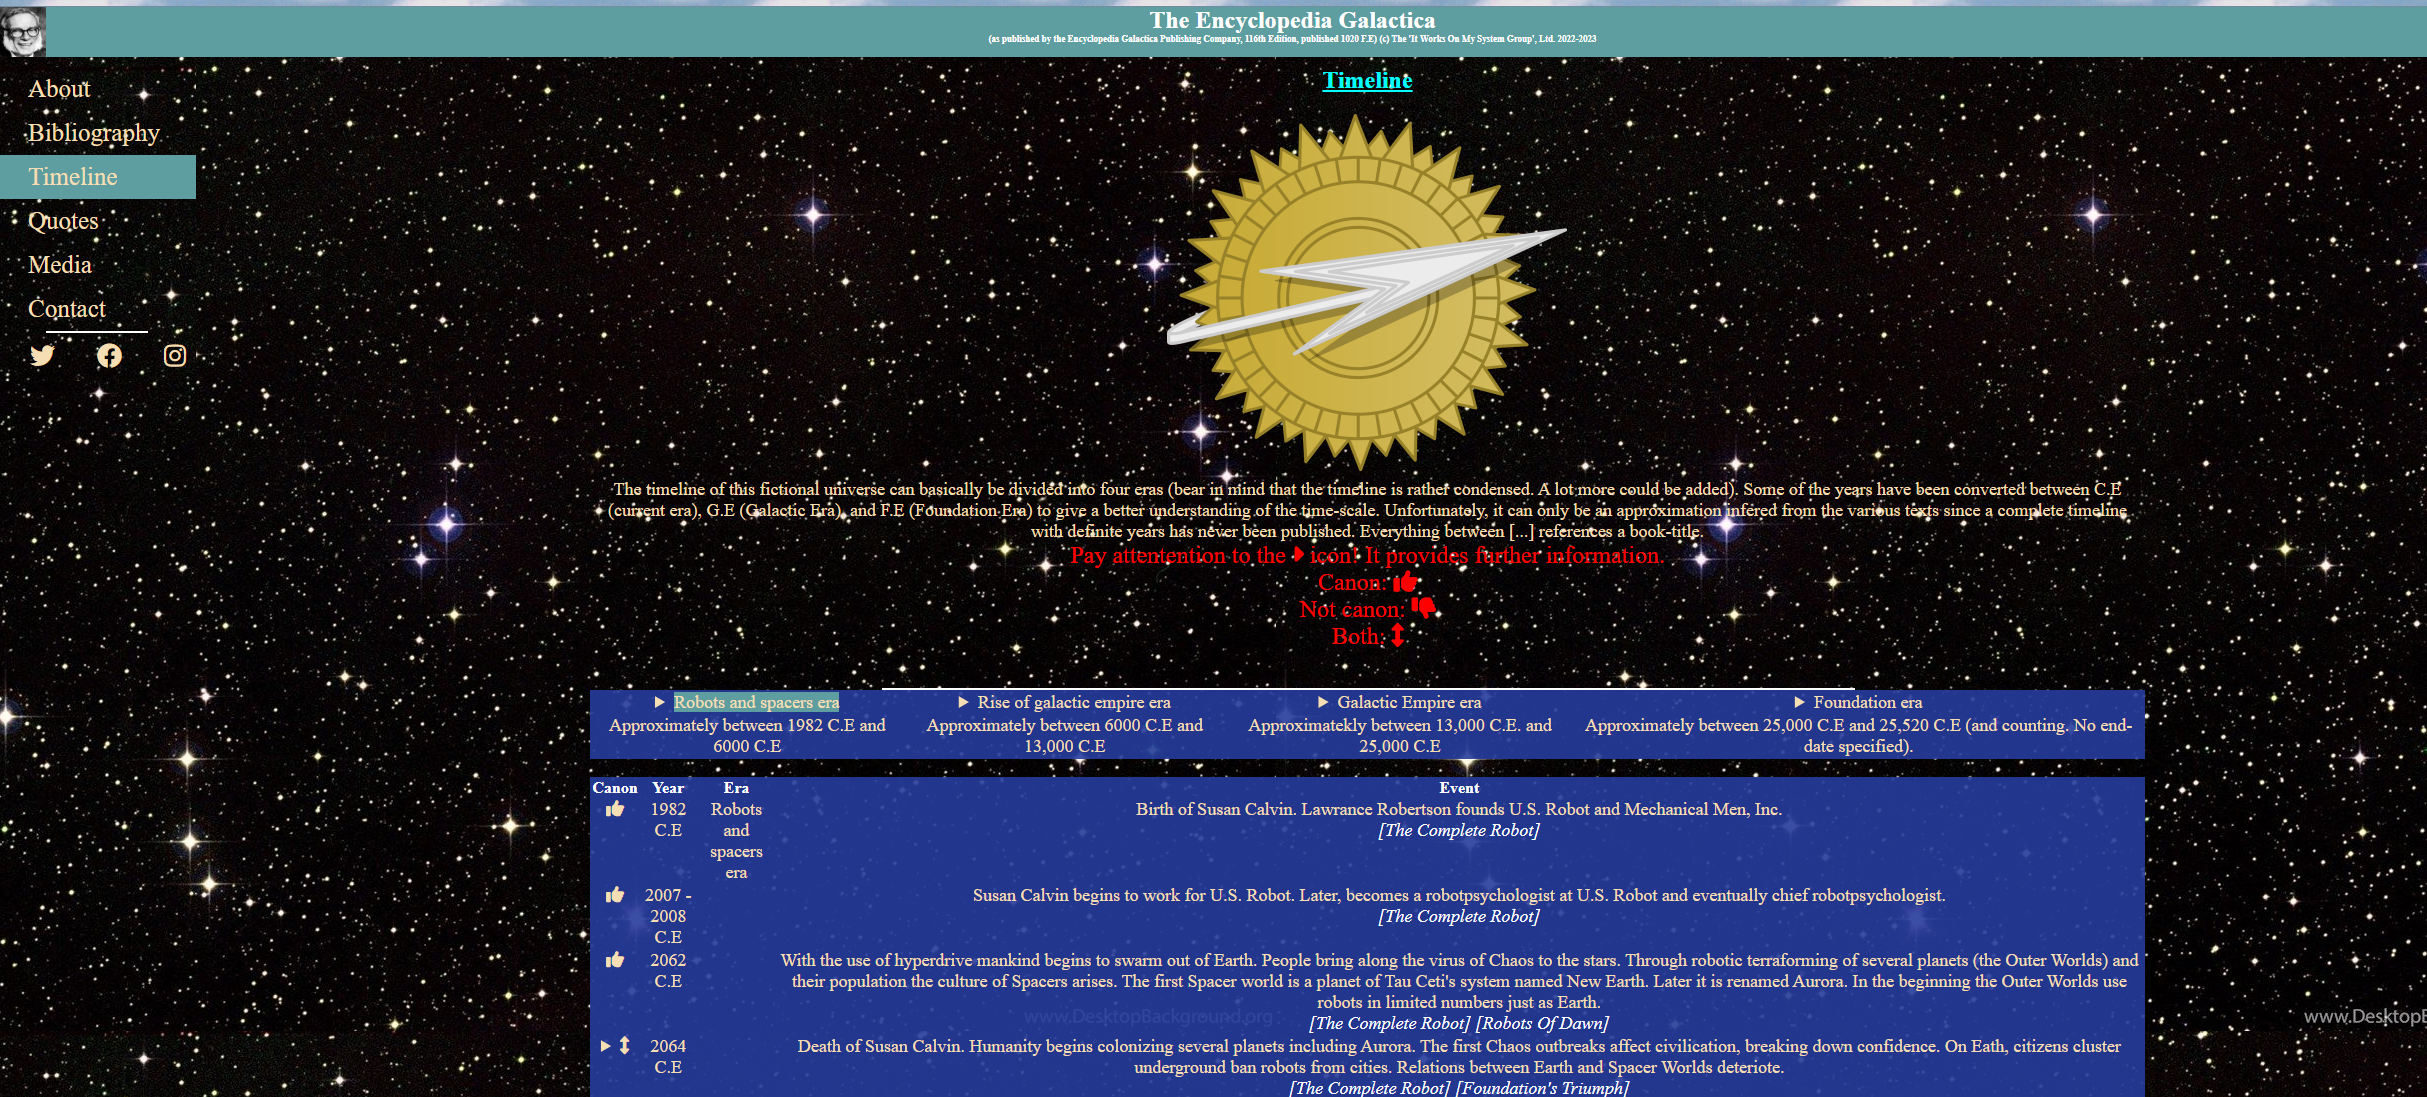 The Encyclopedia Galactica
(as published by the Encyclopedia Galactica Publishing Company, 116th Edition, published 1020 F.E) (c) The 'It Works On My System Group', Ltd. 2022-2023
About
Bibliography
Timeline
Quotes
Media
Contact
Timeline
The timeline of this fictional universe can basically be divided into four eras (bear in mind that the timeline is rather condensed. A lot more could be added). Some of the years have been converted between C.E
(current era), G.E (Galactic Era), and F.E (Foundation Era) to give a better understanding of the time-scale. Unfortunately, it can only be an approximation infered from the various texts since a complete timeline
with definite years has never been published. Everything between [...] references a book-title.
Pay attentention to the icon! It provides further information.
Canon:
Not canon:
Both:
Robots and spacers era
Approximately between 1982 C.E and
6000 C.E
Rise of galactic empire era
Approximately between 6000 C.E and
13,000 C.E
Galactic Empire era
Approximatekly between 13,000 C.E. and
25,000 C.E
Foundation era
Approximately between 25,000 C.E and 25,520 C.E (and counting. No end-
date specified).
Canon Year Era Event
1982
C.E
Robots
and
spacers
era
Birth of Susan Calvin. Lawrance Robertson founds U.S. Robot and Mechanical Men, Inc.
[The Complete Robot]
2007 -
2008
C.E
Susan Calvin begins to work for U.S. Robot. Later, becomes a robotpsychologist at U.S. Robot and eventually chief robotpsychologist.
[The Complete Robot]
2062
C.E
With the use of hyperdrive mankind begins to swarm out of Earth. People bring along the virus of Chaos to the stars. Through robotic terraforming of several planets (the Outer Worlds) and
their population the culture of Spacers arises. The first Spacer world is a planet of Tau Ceti's system named New Earth. Later it is renamed Aurora. In the beginning the Outer Worlds use
robots in limited numbers just as Earth.
[The Complete Robot] [Robots Of Dawn]
www.DesktopBackground.org
www.DesktopB
2064
C.E
Death of Susan Calvin. Humanity begins colonizing several planets including Aurora. The first Chaos outbreaks affect civilication, breaking down confidence. On Eath, citizens cluster
underground ban robots from cities. Relations between Earth and Spacer Worlds deteriote.
[The Complete Robot] [Foundation's Triumph]